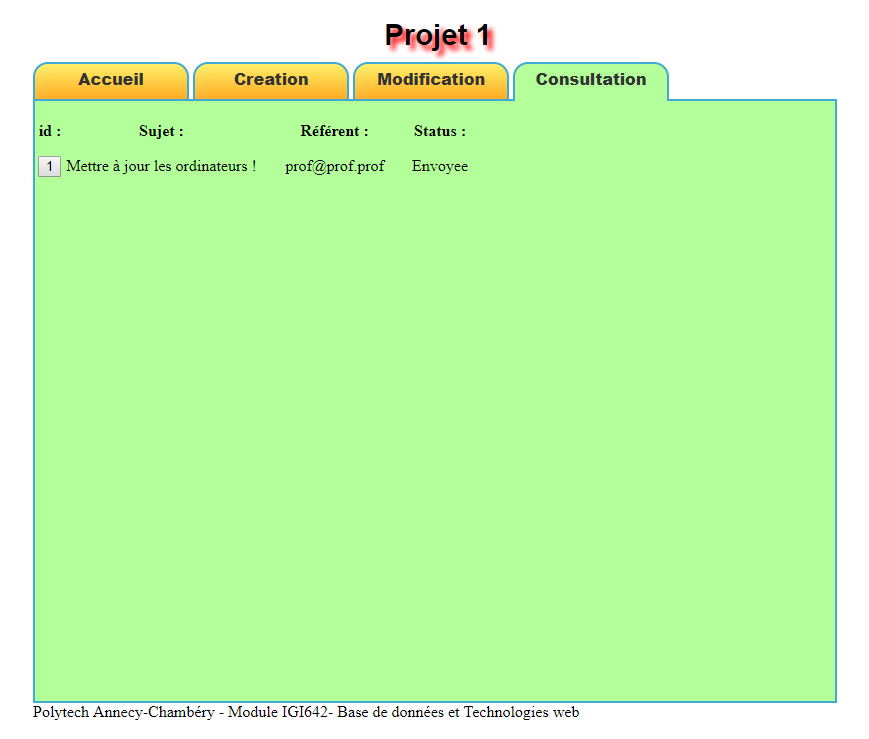 Projet 1
Accueil Creation Modification Consultation
id : Sujet : Référent : Status :
1 Mettre à jour les ordinateurs ! prof@prof.prof Envoyee
Polytech Annecy-Chambéry - Module IGI642- Base de données et Technologies web